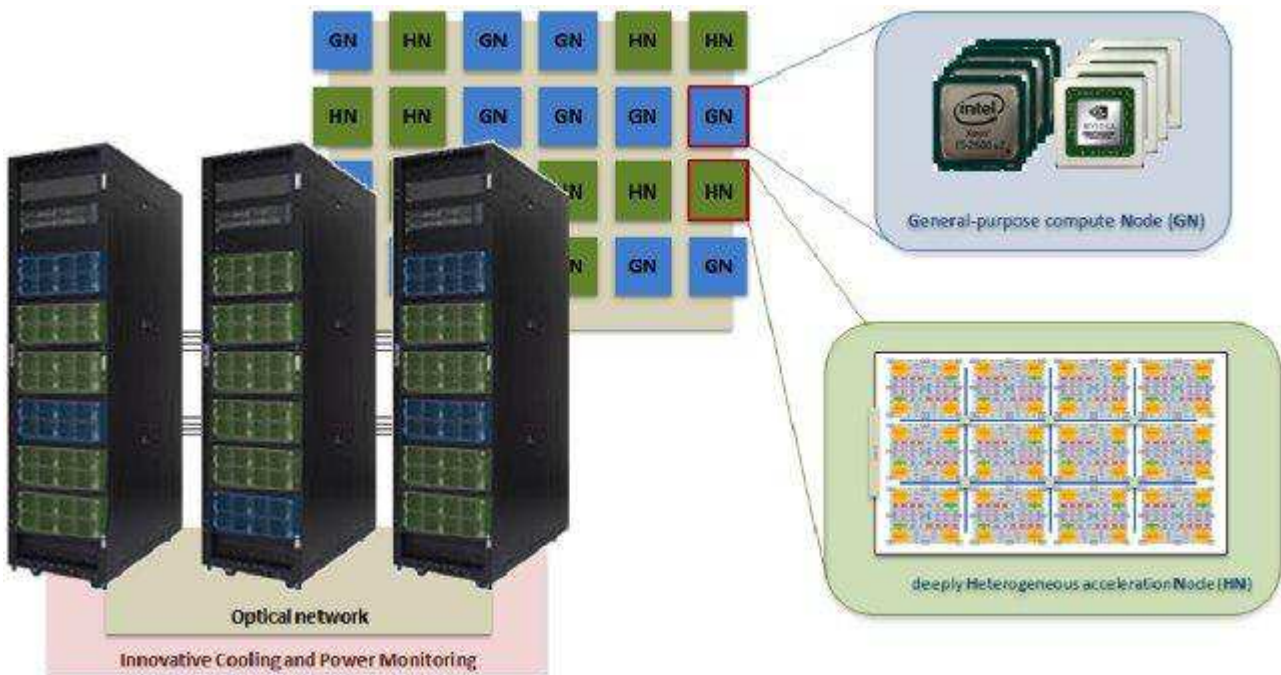 GN HN GN GN HN HN
HN HN GN GN GN GN
HN HN HN
GN GN
intel
General-purpose compute Node (GN)
deeply Heterogeneous acceleration Node (HN)
Optical network
Innovative Cooling and Power Monitoring